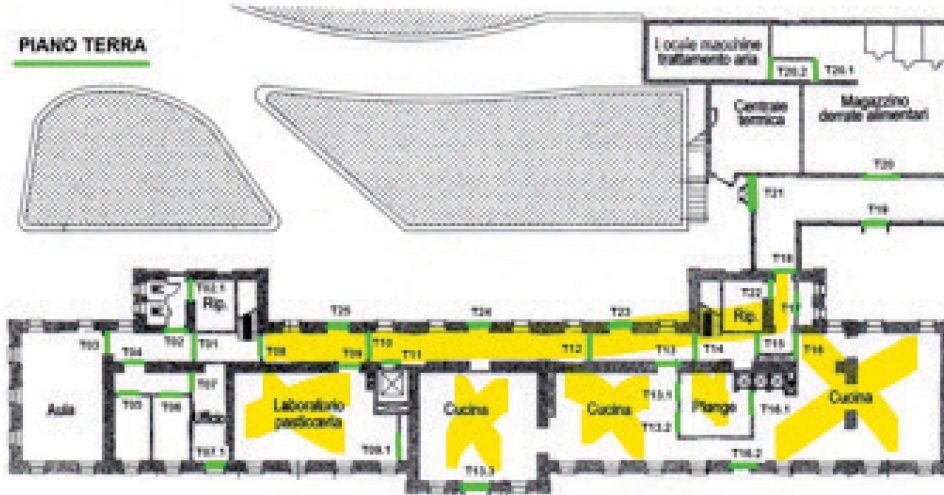 PIANO TERRA
Locale macchine
trattamento aria
T20.2
T20.1
Centrale
termica
Magazzino
derrate alimentari
T20
T21
T19
T18
T02.1
Rip.
T25
T24
T23
T22
Rip.
T17
T03
T04
T02
T01
T08
T09
T10
T11
T12
T13
T14
T15
T16
T05
T06
T07
Aula
Ufficio
T07.1
Laboratorio
pasticceria
T09.1
Cucina
T13.3
Cucina
T13.1
T13.2
Plonge
T16.1
T16.2
Cucina